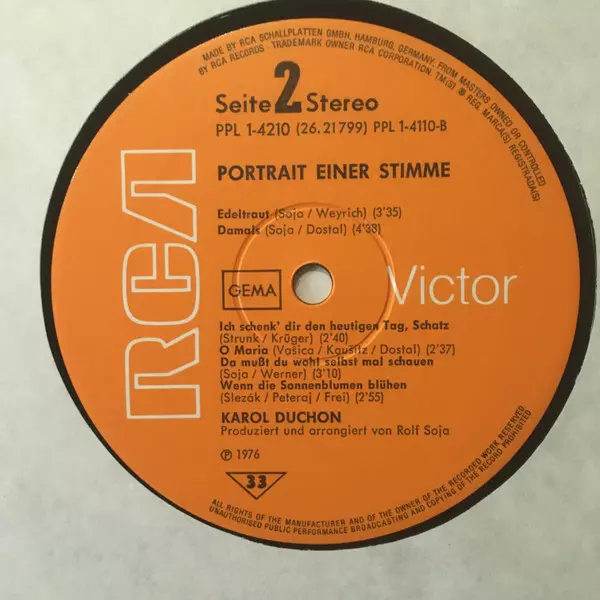 MADE BY RCA SCHALLPLATTEN GMBH, HAMBURG, GERMANY, FROM MASTERS OWNED OR CONTROLLED
BY RCA RECORDS · TRADEMARK OWNER RCA CORPORATION. TM(S) ® REG. MARCA(S) REGISTRADA(S)
Seite 2 Stereo
PPL 1-4210 (26.21799) PPL 1-4110-B
PORTRAIT EINER STIMME
Edeltraut (Soja / Weyrich) (3'35)
Damals (Soja / Dostal) (4'38)
RCA
GEMA
Victor
Ich schenk' dir den heutigen Tag, Schatz
(Strunk / Krüger) (2'40)
O Maria (Vašica / Kaušitz / Dostal) (2'37)
Da mußt du wohl selbst mal schauen
(Soja / Werner) (3'10)
Wenn die Sonnenblumen blühen
(Slezák / Peteraj / Frei) (2'55)
KAROL DUCHON
Produziert und arrangiert von Rolf Soja
℗ 1976
33
ALL RIGHTS OF THE MANUFACTURER AND OF THE OWNER OF THE RECORDED WORK RESERVED
UNAUTHORISED PUBLIC PERFORMANCE BROADCASTING AND COPYING OF THE RECORD PROHIBITED